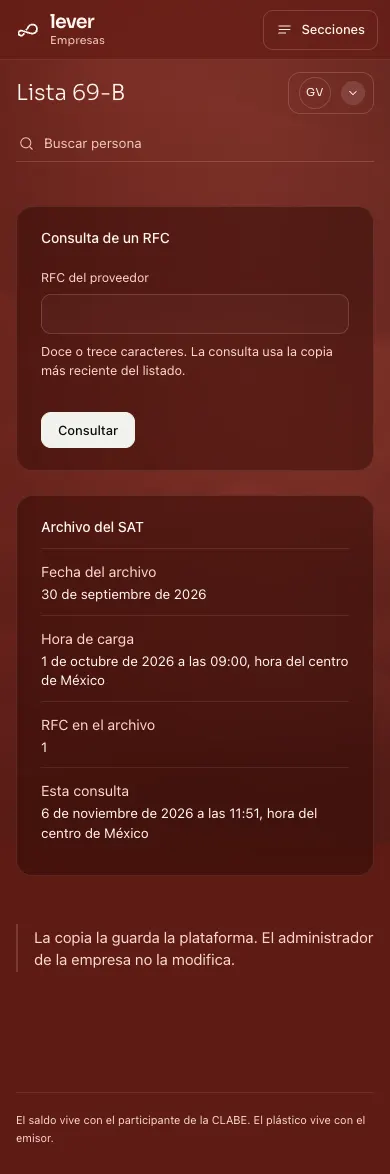 lever
Empresas
Secciones
Lista 69-B
GV
Buscar persona
Consulta de un RFC
RFC del proveedor
Doce o trece caracteres. La consulta usa la copia
más reciente del listado.
Consultar
Archivo del SAT
Fecha del archivo
30 de septiembre de 2026
Hora de carga
1 de octubre de 2026 a las 09:00, hora del centro
de México
RFC en el archivo
1
Esta consulta
6 de noviembre de 2026 a las 11:51, hora del
centro de México
La copia la guarda la plataforma. El administrador
de la empresa no la modifica.
El saldo vive con el participante de la CLABE. El plástico vive con el
emisor.